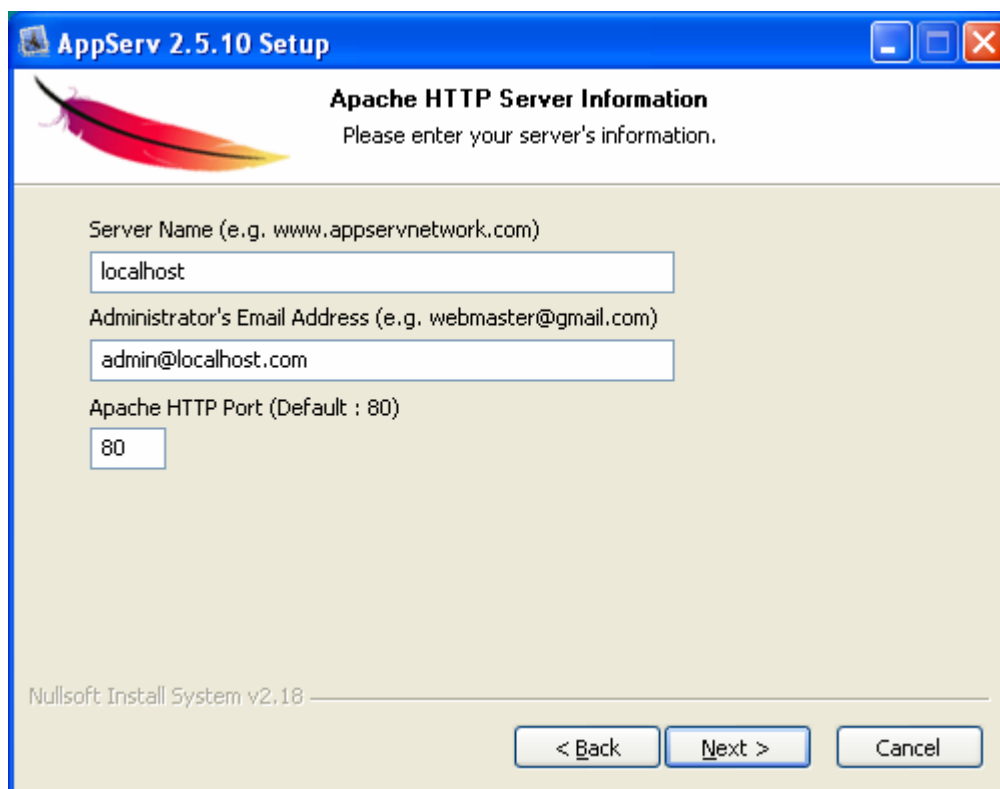 AppServ 2.5.10 Setup
Apache HTTP Server Information
Please enter your server's information.
Server Name (e.g. www.appservnetwork.com)
localhost
Administrator's Email Address (e.g. webmaster@gmail.com)
admin@localhost.com
Apache HTTP Port (Default : 80)
80
Nullsoft Install System v2.18
< Back Next > Cancel